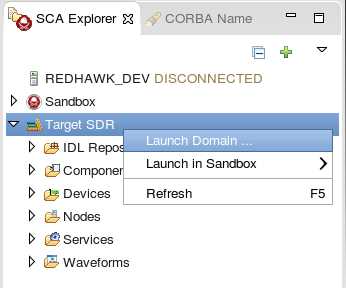 SCA Explorer
CORBA Name
REDHAWK_DEV DISCONNECTED
Sandbox
Target SDR
Launch Domain ...
IDL Repos
Launch in Sandbox
Componen
Refresh F5
Devices
Nodes
Services
Waveforms